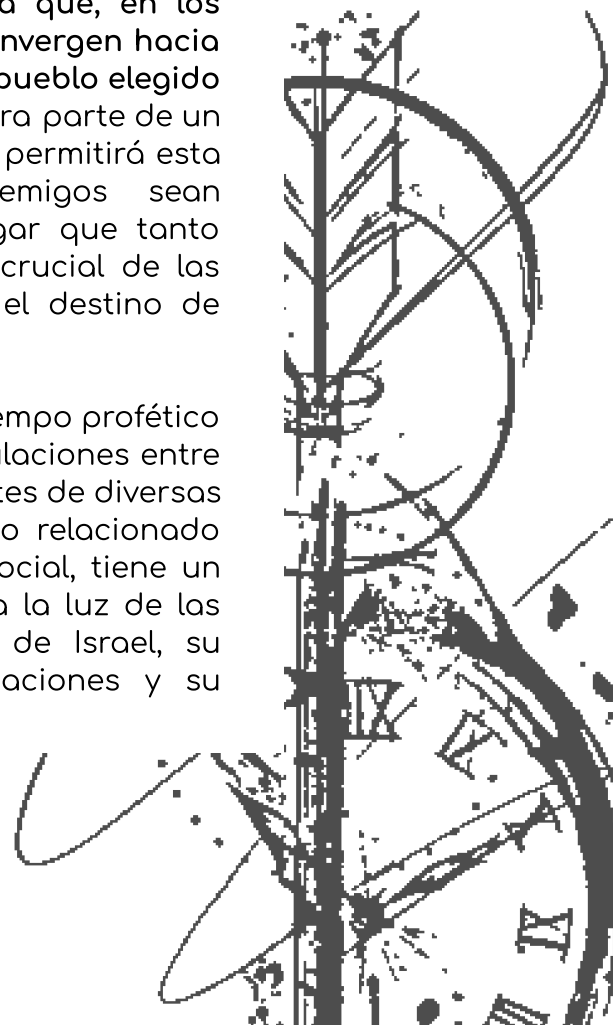 que, en los
nvergen hacia
pueblo elegido
ra parte de un
permitirá esta
emigos sean
gar que tanto
crucial de las
el destino de
empo profético
laciones entre
tes de diversas
o relacionado
ocial, tiene un
a la luz de las
de Israel, su
aciones y su
IX